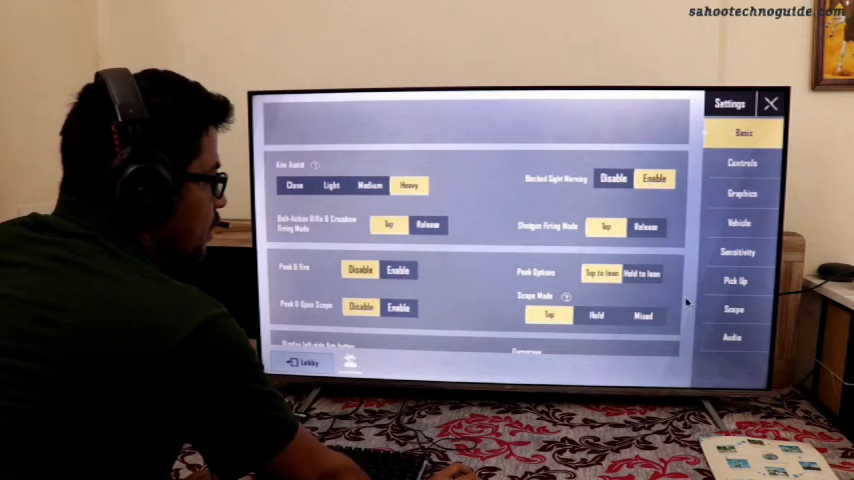 sahootechnoguide.com
Settings
Basic
Aim Assist ?
Close Light Medium Heavy
Blocked Sight Warning Disable Enable
Controls
Graphics
Bolt-Action Rifle & Crossbow
Firing Mode
Tap Release
Shotgun Firing Mode Tap Release
Vehicle
Sensitivity
Peek & Fire Disable Enable
Peek Options Tap to lean Hold to lean
Pick Up
Scope Mode ?
Peek & Open Scope Disable Enable
Tap Hold Mixed
Scope
Audio
Lobby